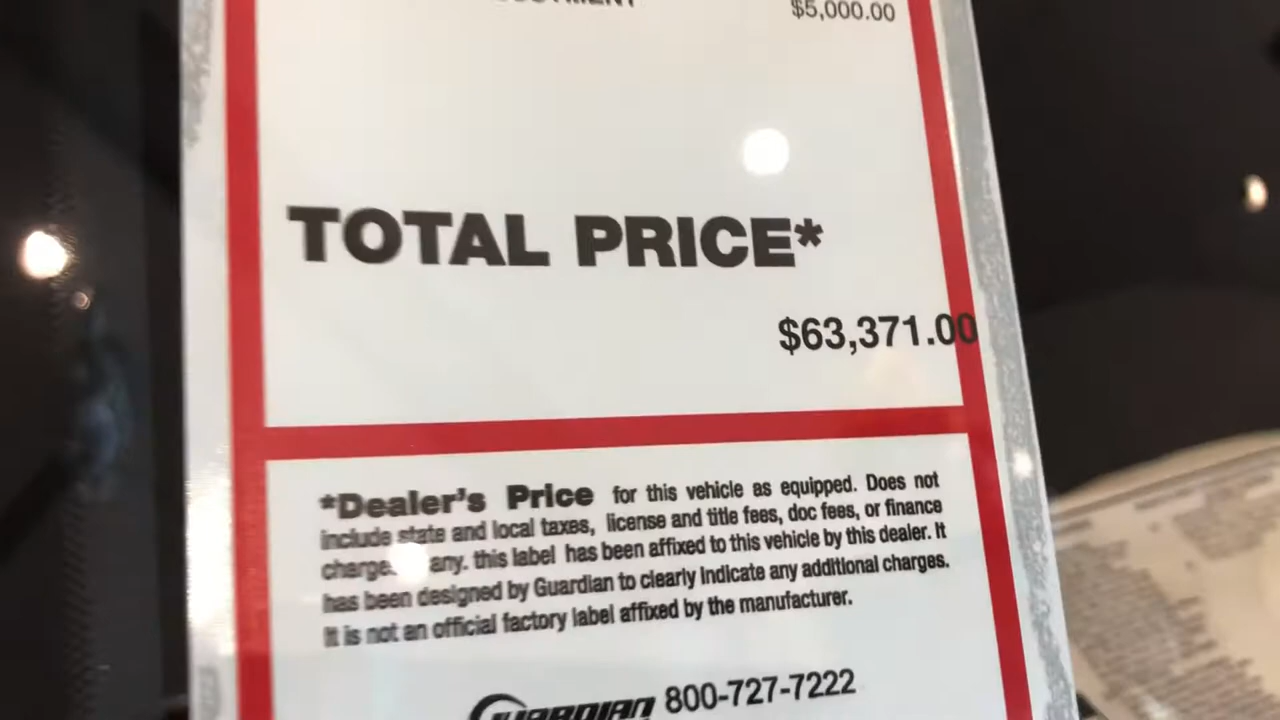 $5,000.00
TOTAL PRICE*
$63,371.00
*Dealer's Price for this vehicle as equipped. Does not
include state and local taxes, license and title fees, doc fees, or finance
charge. any. this label has been affixed to this vehicle by this dealer. It
has been designed by Guardian to clearly indicate any additional charges.
It is not an official factory label affixed by the manufacturer.
GUARDIAN 800-727-7222